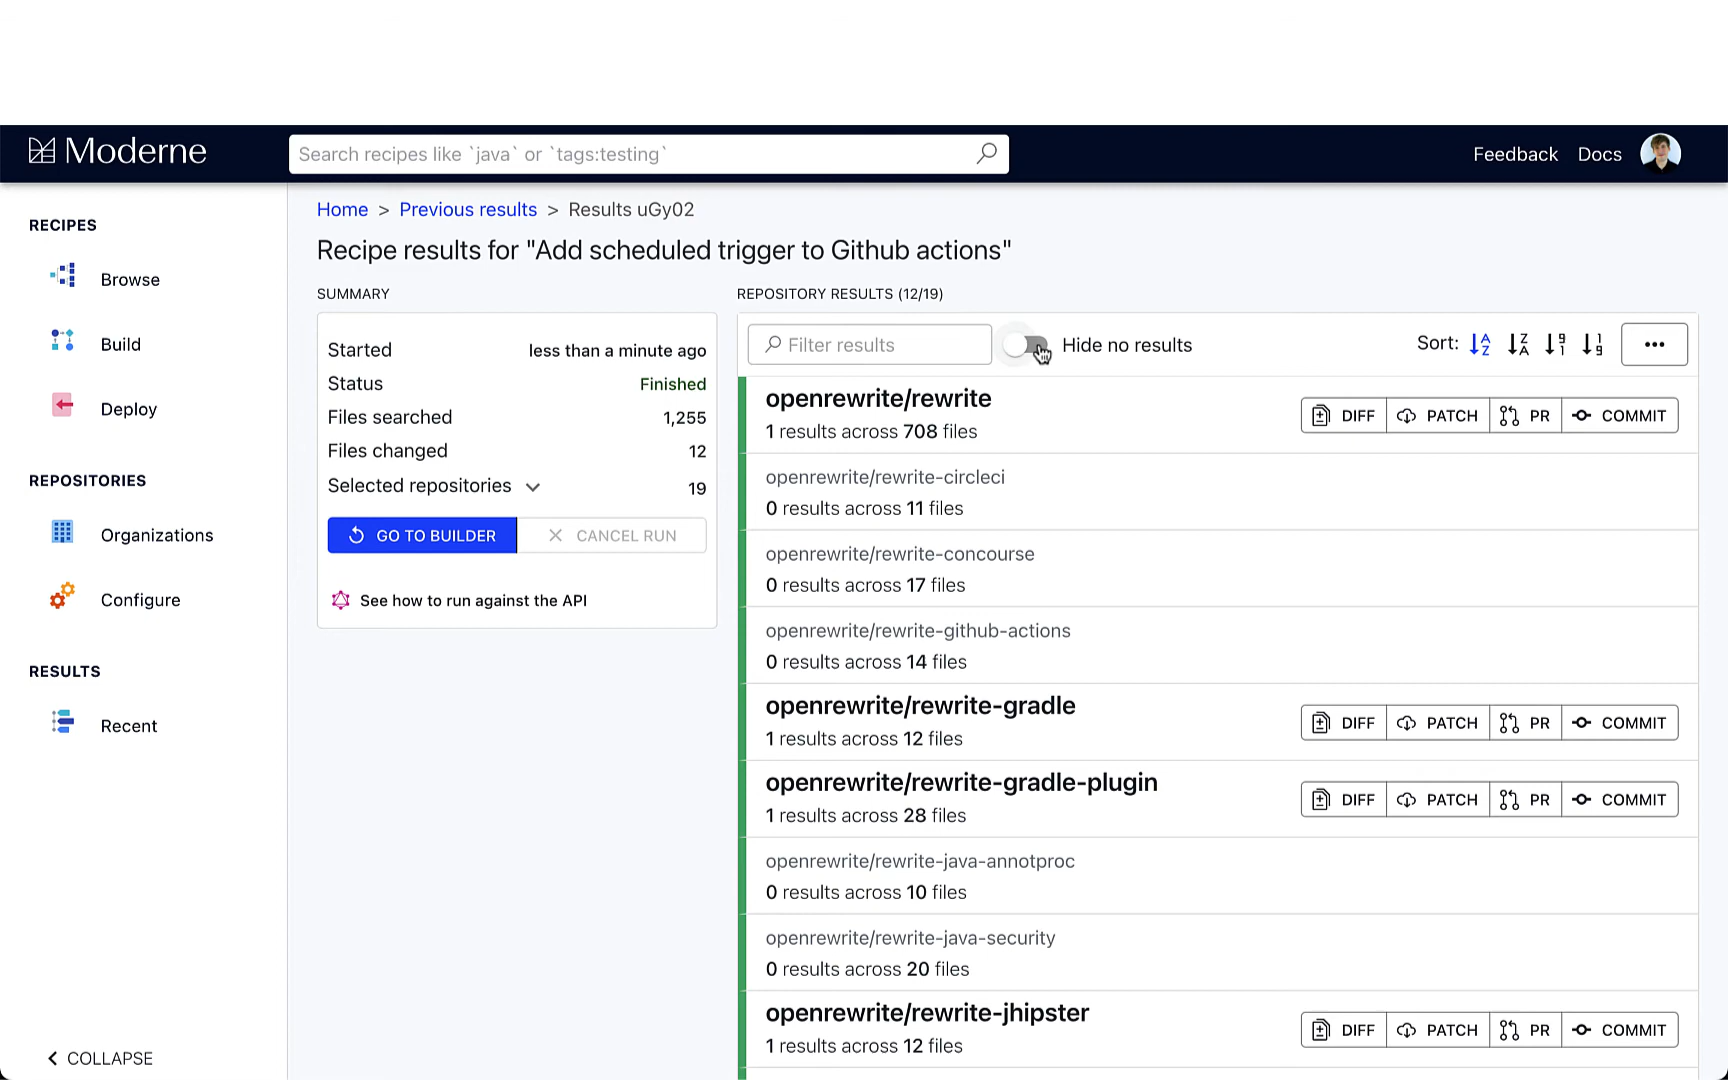 Moderne
Search recipes like `java` or `tags:testing`
Feedback
Docs
RECIPES
Browse
Build
Deploy
REPOSITORIES
Organizations
Configure
RESULTS
Recent
COLLAPSE
Home > Previous results > Results uGy02
Recipe results for "Add scheduled trigger to Github actions"
SUMMARY
Started less than a minute ago
Status Finished
Files searched 1,255
Files changed 12
Selected repositories 19
GO TO BUILDER
CANCEL RUN
See how to run against the API
REPOSITORY RESULTS (12/19)
Filter results
Hide no results
Sort:
openrewrite/rewrite
1 results across 708 files
DIFF PATCH PR COMMIT
openrewrite/rewrite-circleci
0 results across 11 files
openrewrite/rewrite-concourse
0 results across 17 files
openrewrite/rewrite-github-actions
0 results across 14 files
openrewrite/rewrite-gradle
1 results across 12 files
DIFF PATCH PR COMMIT
openrewrite/rewrite-gradle-plugin
1 results across 28 files
DIFF PATCH PR COMMIT
openrewrite/rewrite-java-annotproc
0 results across 10 files
openrewrite/rewrite-java-security
0 results across 20 files
openrewrite/rewrite-jhipster
1 results across 12 files
DIFF PATCH PR COMMIT